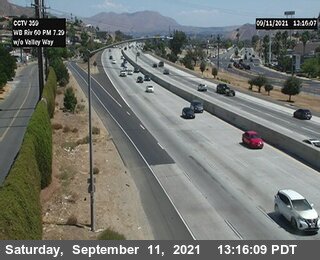 CCTV 359
WB Riv 60 PM 7.29
w/o Valley Way
09/11/2021 13:16:07
Saturday, September 11, 2021 13:16:09 PDT